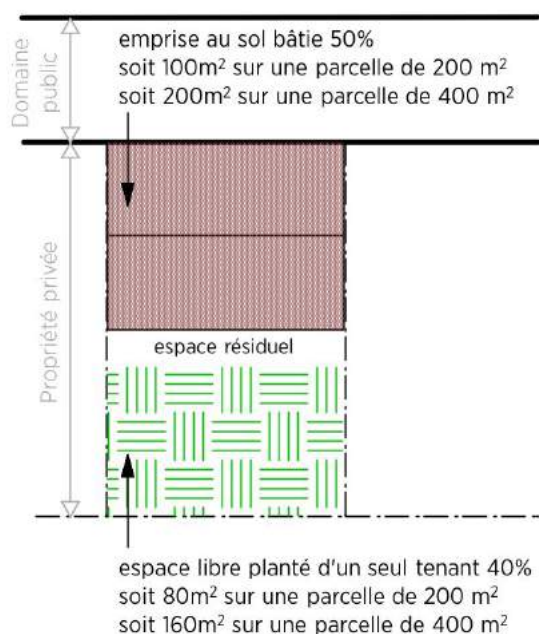 emprise au sol bâtie 50%
soit 100m² sur une parcelle de 200 m²
soit 200m² sur une parcelle de 400 m²
Domaine
public
Propriété privée
espace résiduel
espace libre planté d'un seul tenant 40%
soit 80m² sur une parcelle de 200 m²
soit 160m² sur une parcelle de 400 m²